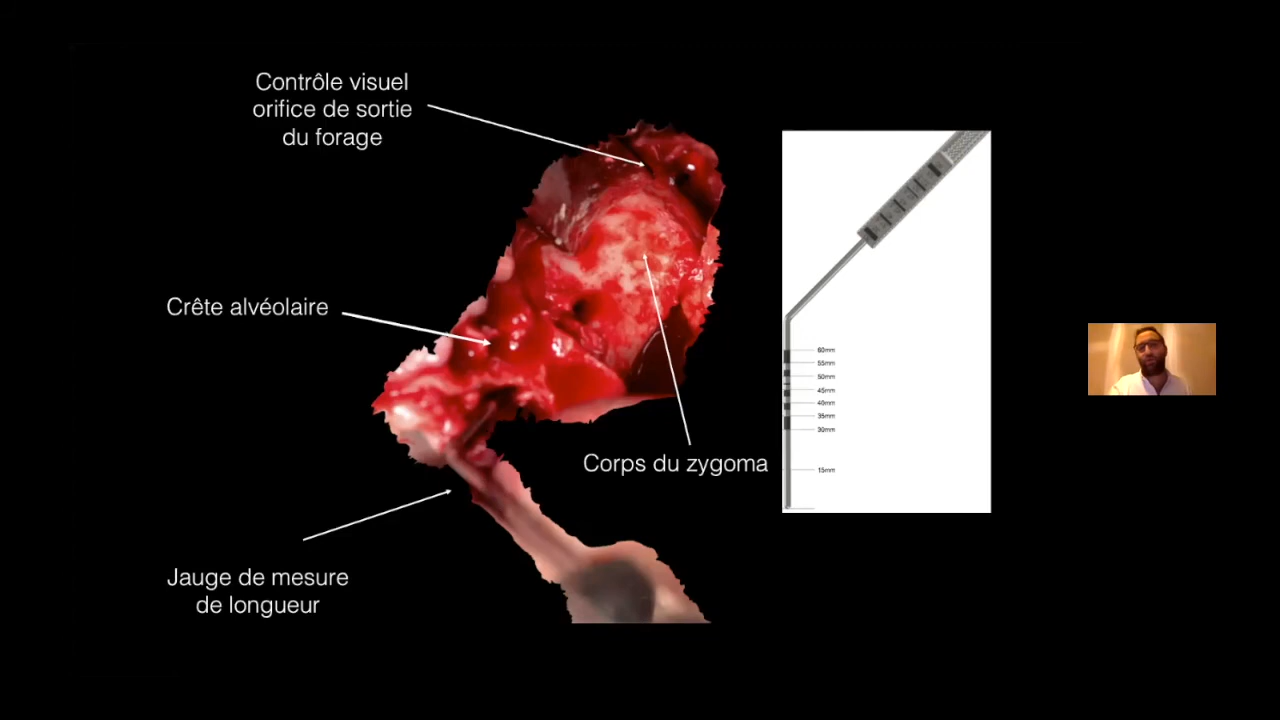 Contrôle visuel
orifice de sortie
du forage
Crête alvéolaire
Corps du zygoma
Jauge de mesure
de longueur
60mm
55mm
50mm
45mm
40mm
35mm
30mm
15mm